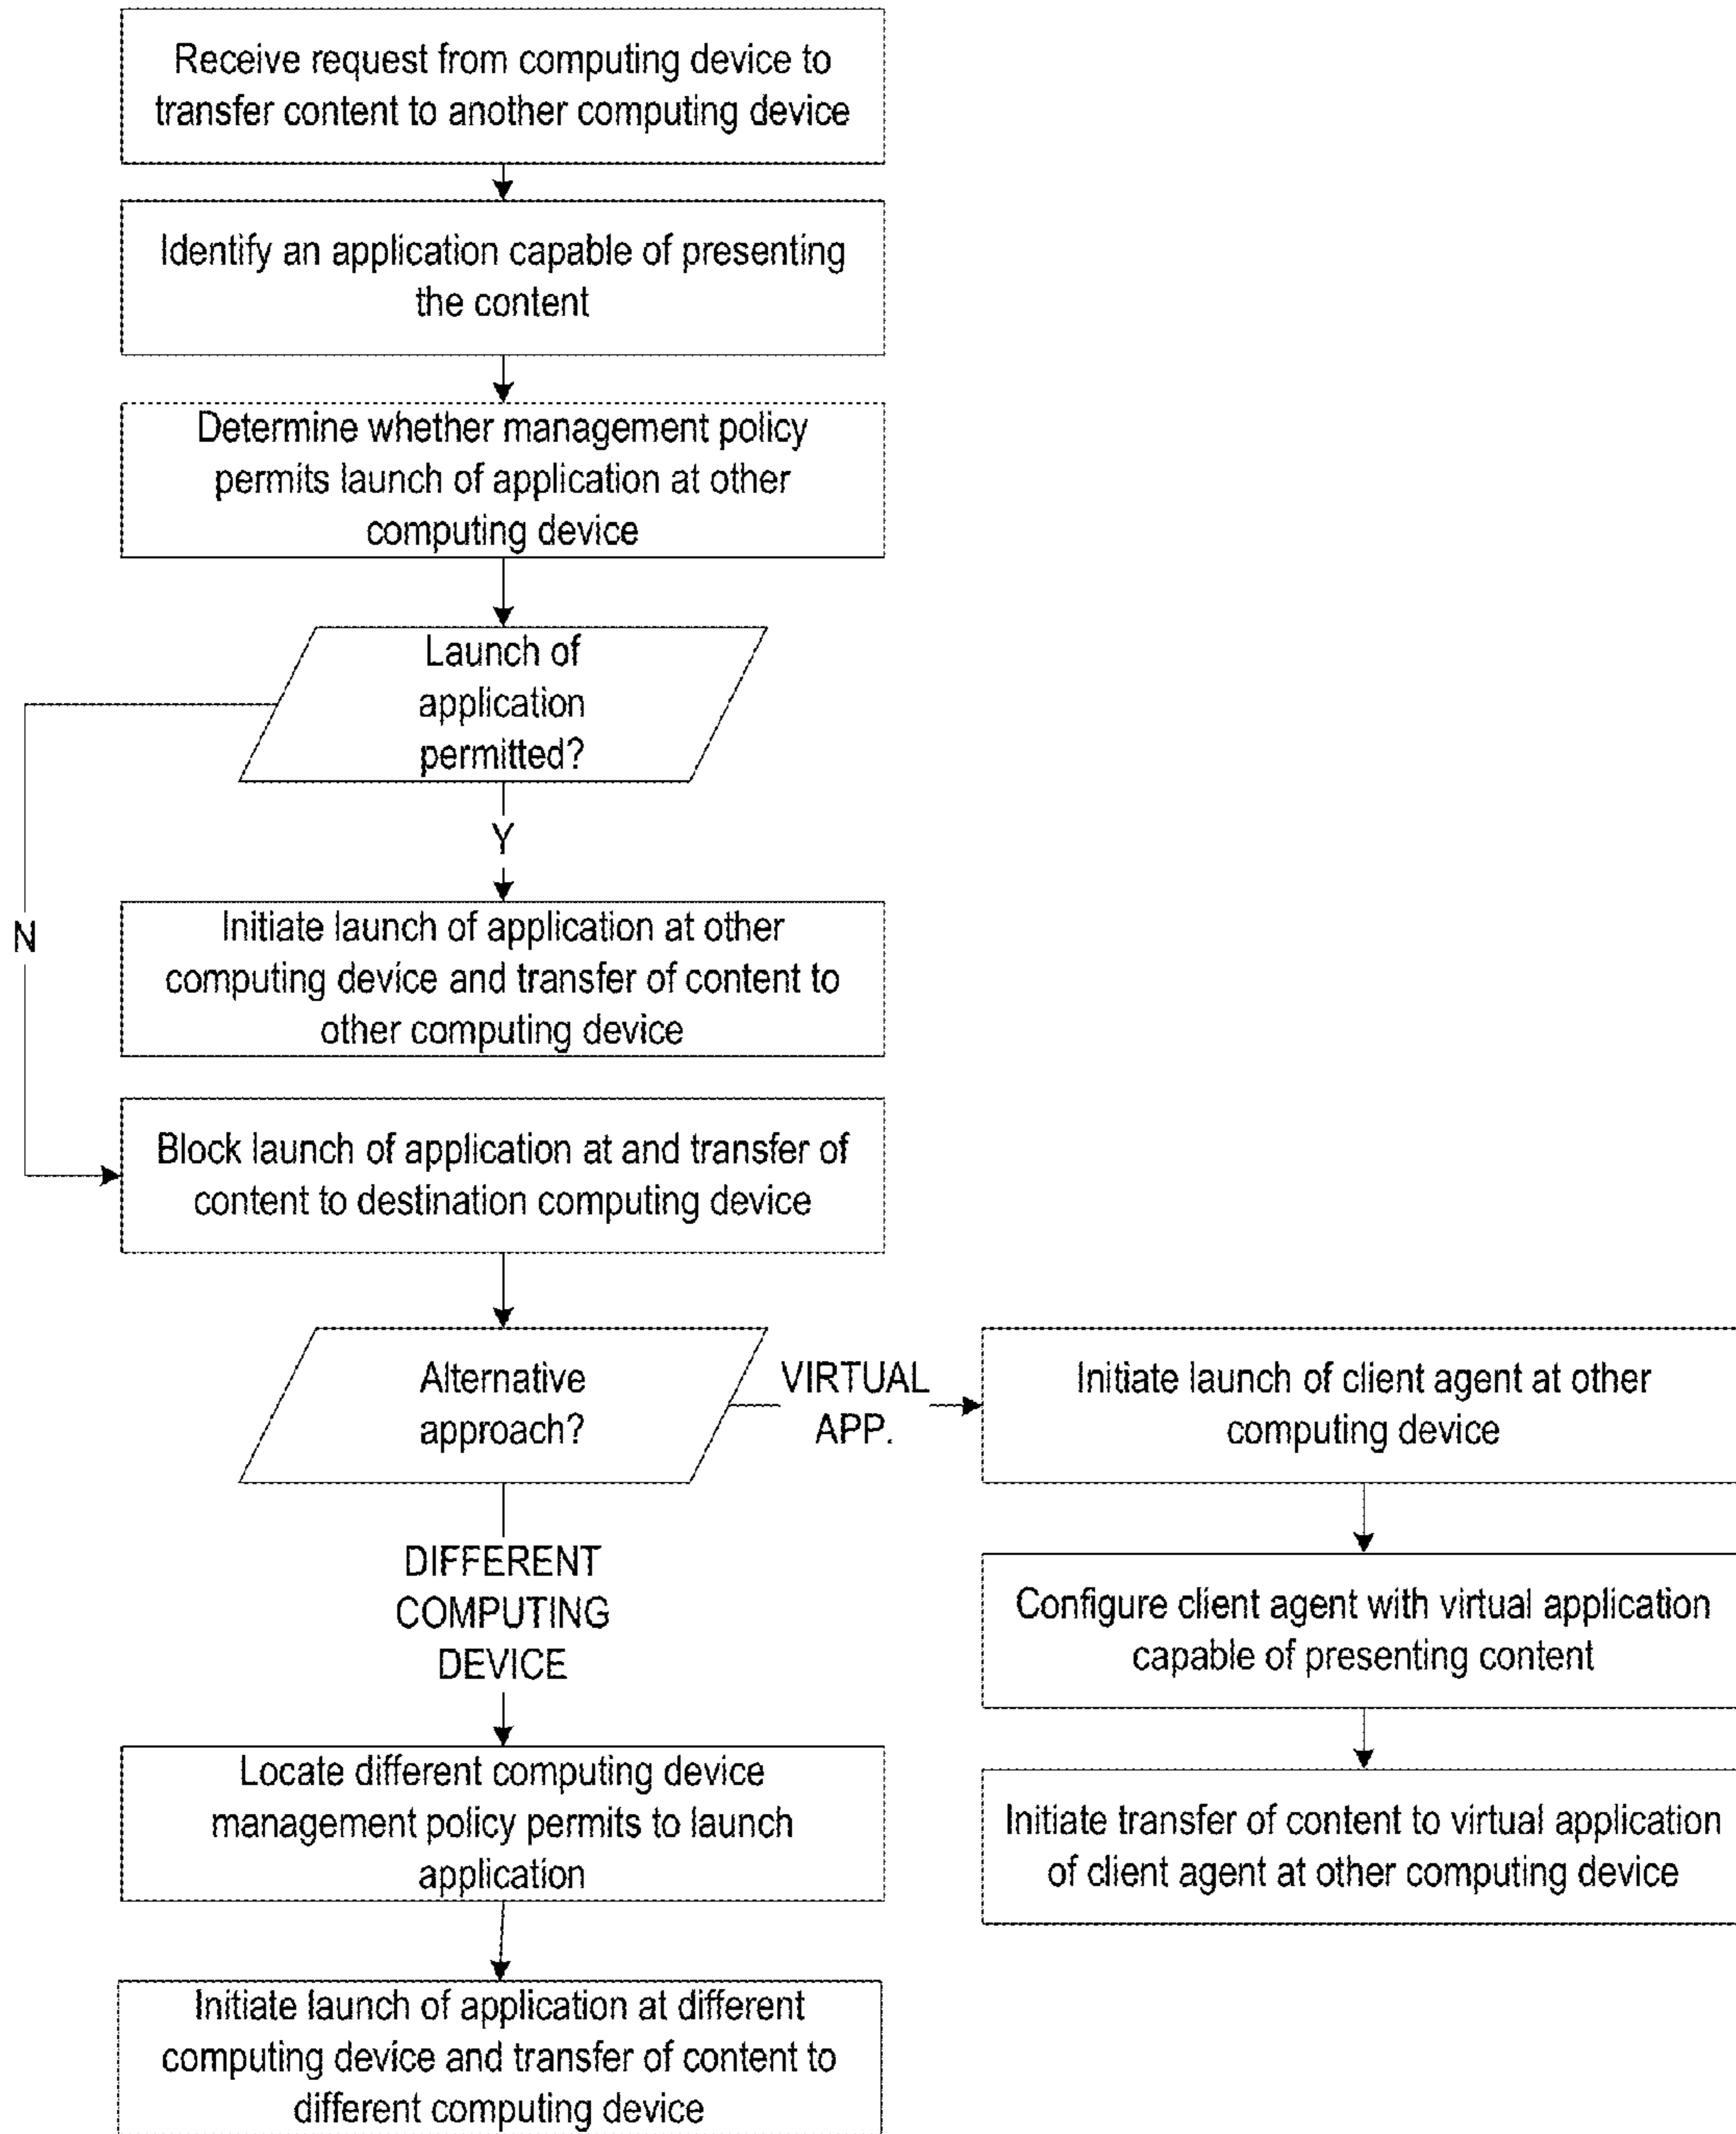 Receive request from computing device to
transfer content to another computing device
Identify an application capable of presenting
the content
Determine whether management policy
permits launch of application at other
computing device
Launch of
application
permitted?
Y
N
Initiate launch of application at other
computing device and transfer of content to
other computing device
Block launch of application at and transfer of
content to destination computing device
Alternative
approach?
VIRTUAL
APP.
Initiate launch of client agent at other
computing device
Configure client agent with virtual application
capable of presenting content
Initiate transfer of content to virtual application
of client agent at other computing device
DIFFERENT
COMPUTING
DEVICE
Locate different computing device
management policy permits to launch
application
Initiate launch of application at different
computing device and transfer of content to
different computing device